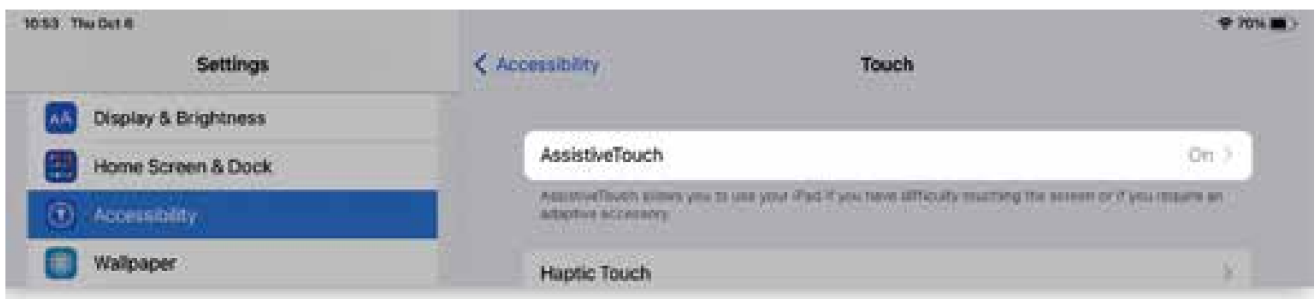 10:53 Thu Oct 6
70%
Settings
Accessibility
Touch
Display & Brightness
AssistiveTouch
On
Home Screen & Dock
AssistiveTouch allows you to use your iPad if you have difficulty touching the screen or if you require an
adaptive accessory.
Accessibility
Wallpaper
Haptic Touch